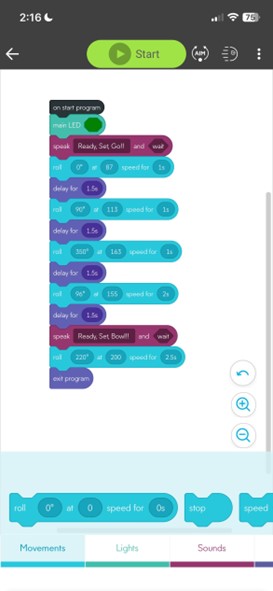 2:16
75
Start
AIM
on start program
main LED
speak Ready, Set, Go!! and wait
roll 0° at 87 speed for 1s
delay for 1.5s
roll 90° at 113 speed for 1s
delay for 1.5s
roll 350° at 163 speed for 1s
delay for 1.5s
roll 96° at 155 speed for 2s
delay for 1.5s
speak Ready, Set, Bowl!! and wait
roll 220° at 200 speed for 2.5s
exit program
roll 0° at 0 speed for 0s stop speed
Movements Lights Sounds